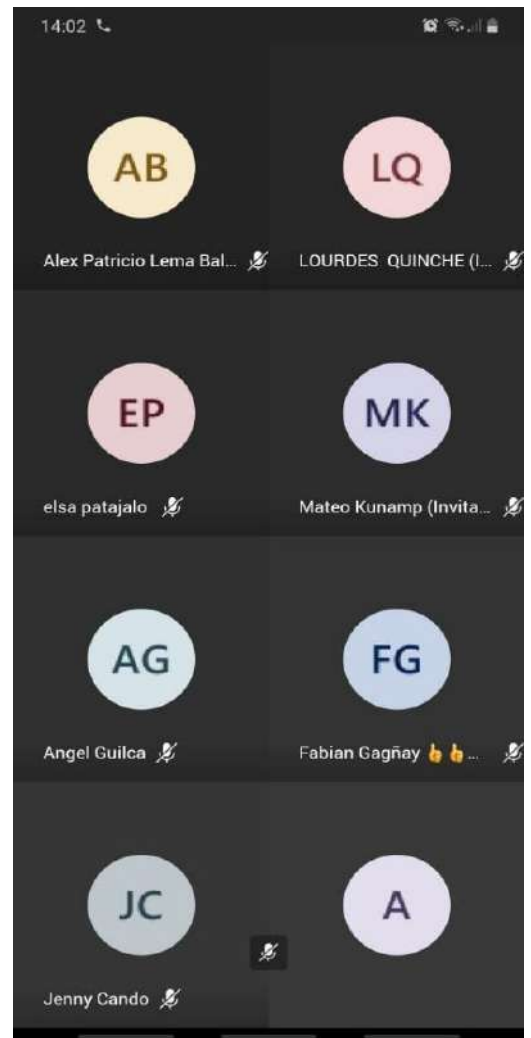 14:02
AB
LQ
Alex Patricio Lema Bal...
LOURDES QUINCHE (I...
EP
MK
elsa patajalo
Mateo Kunamp (Invita...
AG
FG
Angel Guilca
Fabian Gagñay 👍👍...
JC
A
Jenny Cando